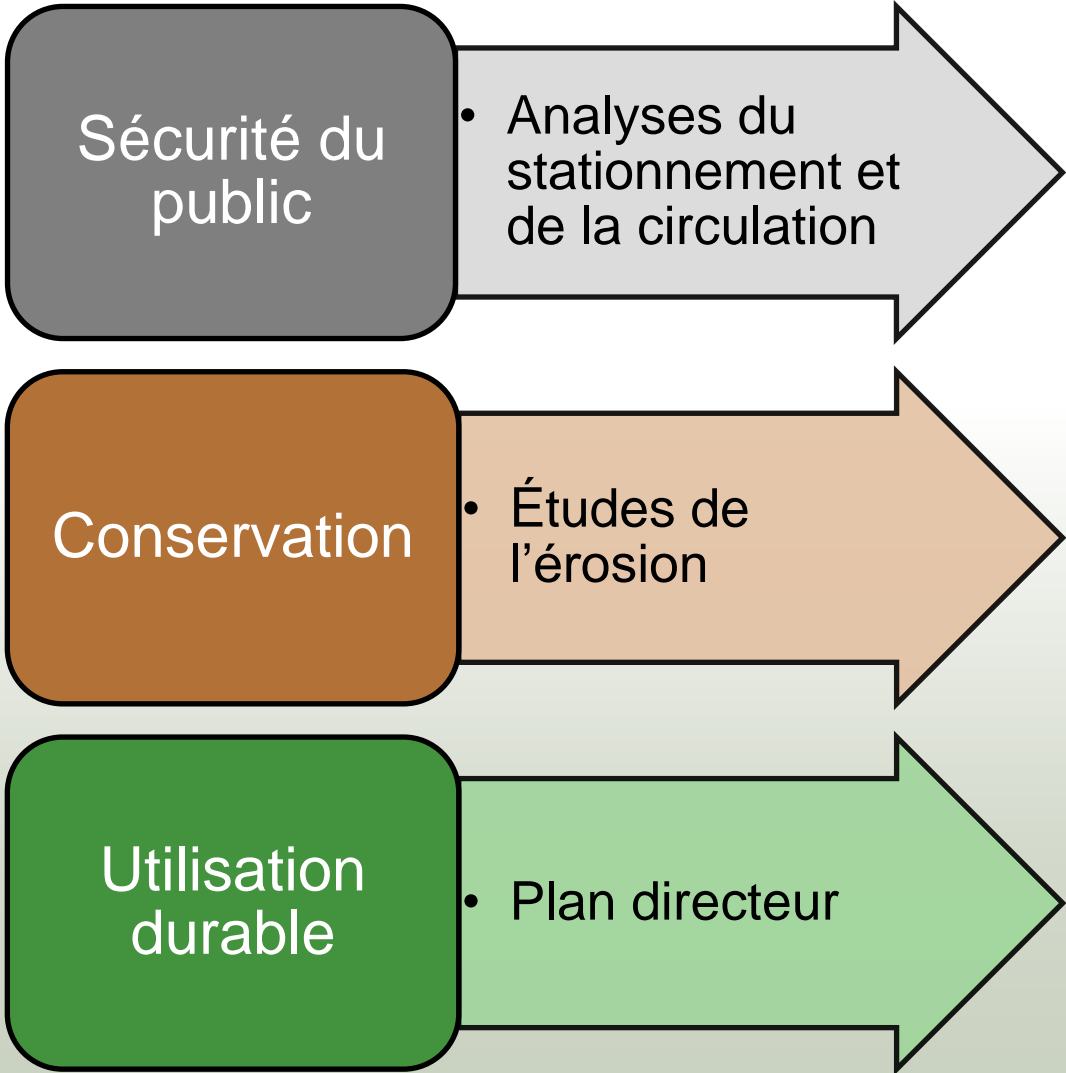 Sécurité du
public
• Analyses du
stationnement et
de la circulation
Conservation
• Études de
l’érosion
Utilisation
durable
• Plan directeur